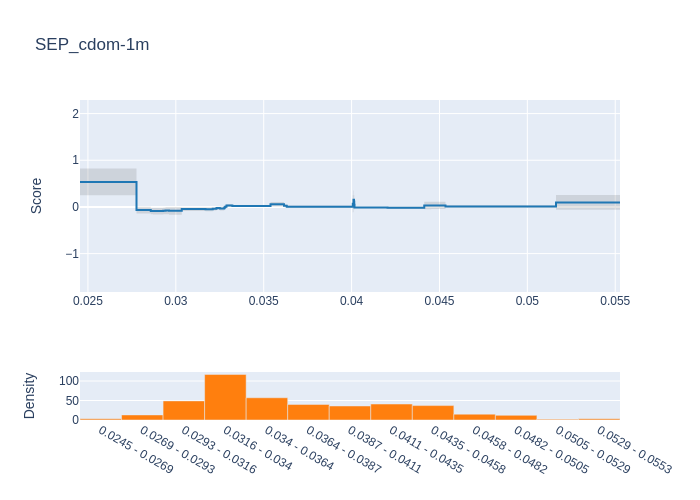 SEP_cdom-1m
Score
2
1
0
−1
0.025
0.03
0.035
0.04
0.045
0.05
0.055
Density
100
50
0
0.0245 - 0.0269
0.0269 - 0.0293
0.0293 - 0.0316
0.0316 - 0.034
0.034 - 0.0364
0.0364 - 0.0387
0.0387 - 0.0411
0.0411 - 0.0435
0.0435 - 0.0458
0.0458 - 0.0482
0.0482 - 0.0505
0.0505 - 0.0529
0.0529 - 0.0553